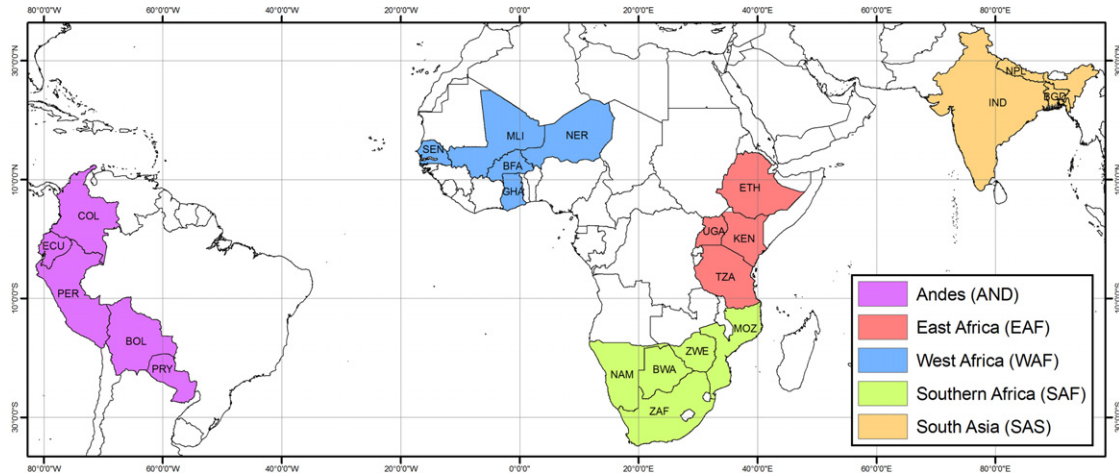 80°0'0"W 60°0'0"W 40°0'0"W 20°0'0"W 0°0'0" 20°0'0"E 40°0'0"E 60°0'0"E 80°0'0"E
30°0'0"N
NPL
IND
BGD
MLI NER
SEN
BFA
GHA
10°0'0"N
ETH
COL
UGA KEN
ECU
TZA
PER
10°0'0"S
MOZ
BOL
ZWE
PRY
NAM BWA
ZAF
30°0'0"S
Andes (AND)
East Africa (EAF)
West Africa (WAF)
Southern Africa (SAF)
South Asia (SAS)
80°0'0"W 60°0'0"W 40°0'0"W 20°0'0"W 0°0'0" 20°0'0"E 40°0'0"E 60°0'0"E 80°0'0"E